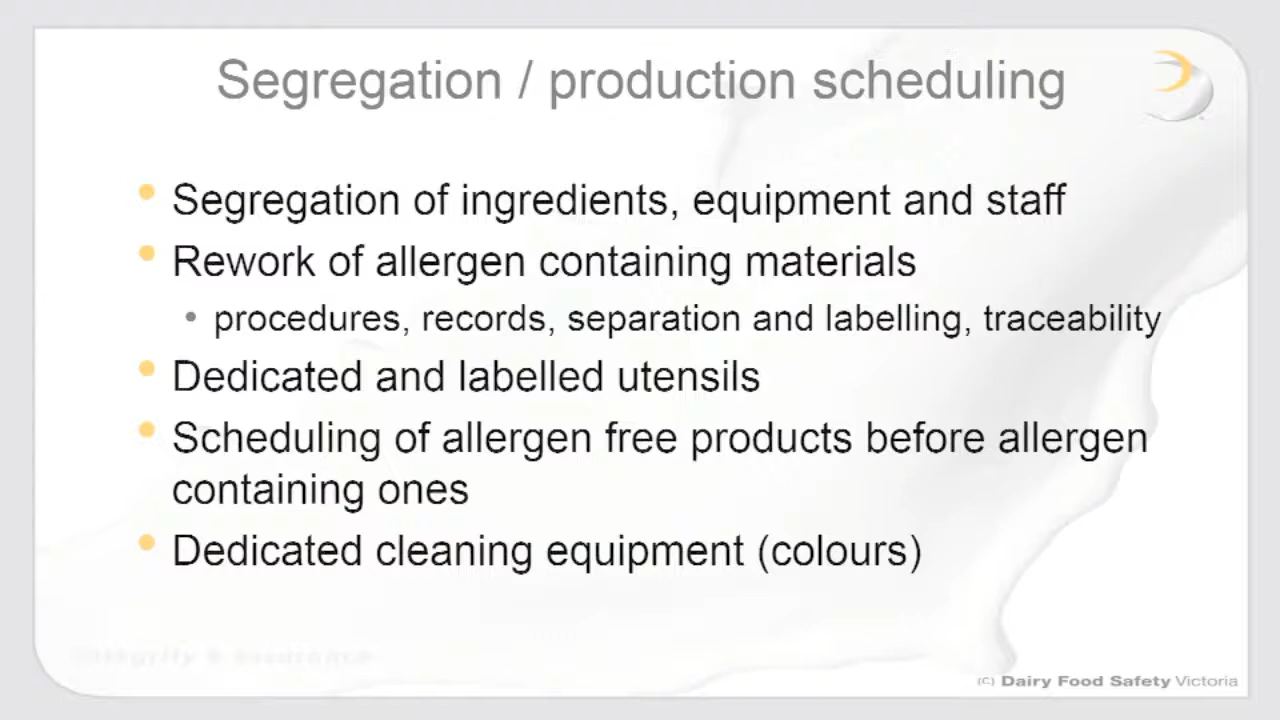 Segregation / production scheduling
• Segregation of ingredients, equipment and staff
• Rework of allergen containing materials
• procedures, records, separation and labelling, traceability
• Dedicated and labelled utensils
• Scheduling of allergen free products before allergen
containing ones
• Dedicated cleaning equipment (colours)
(C) Dairy Food Safety Victoria